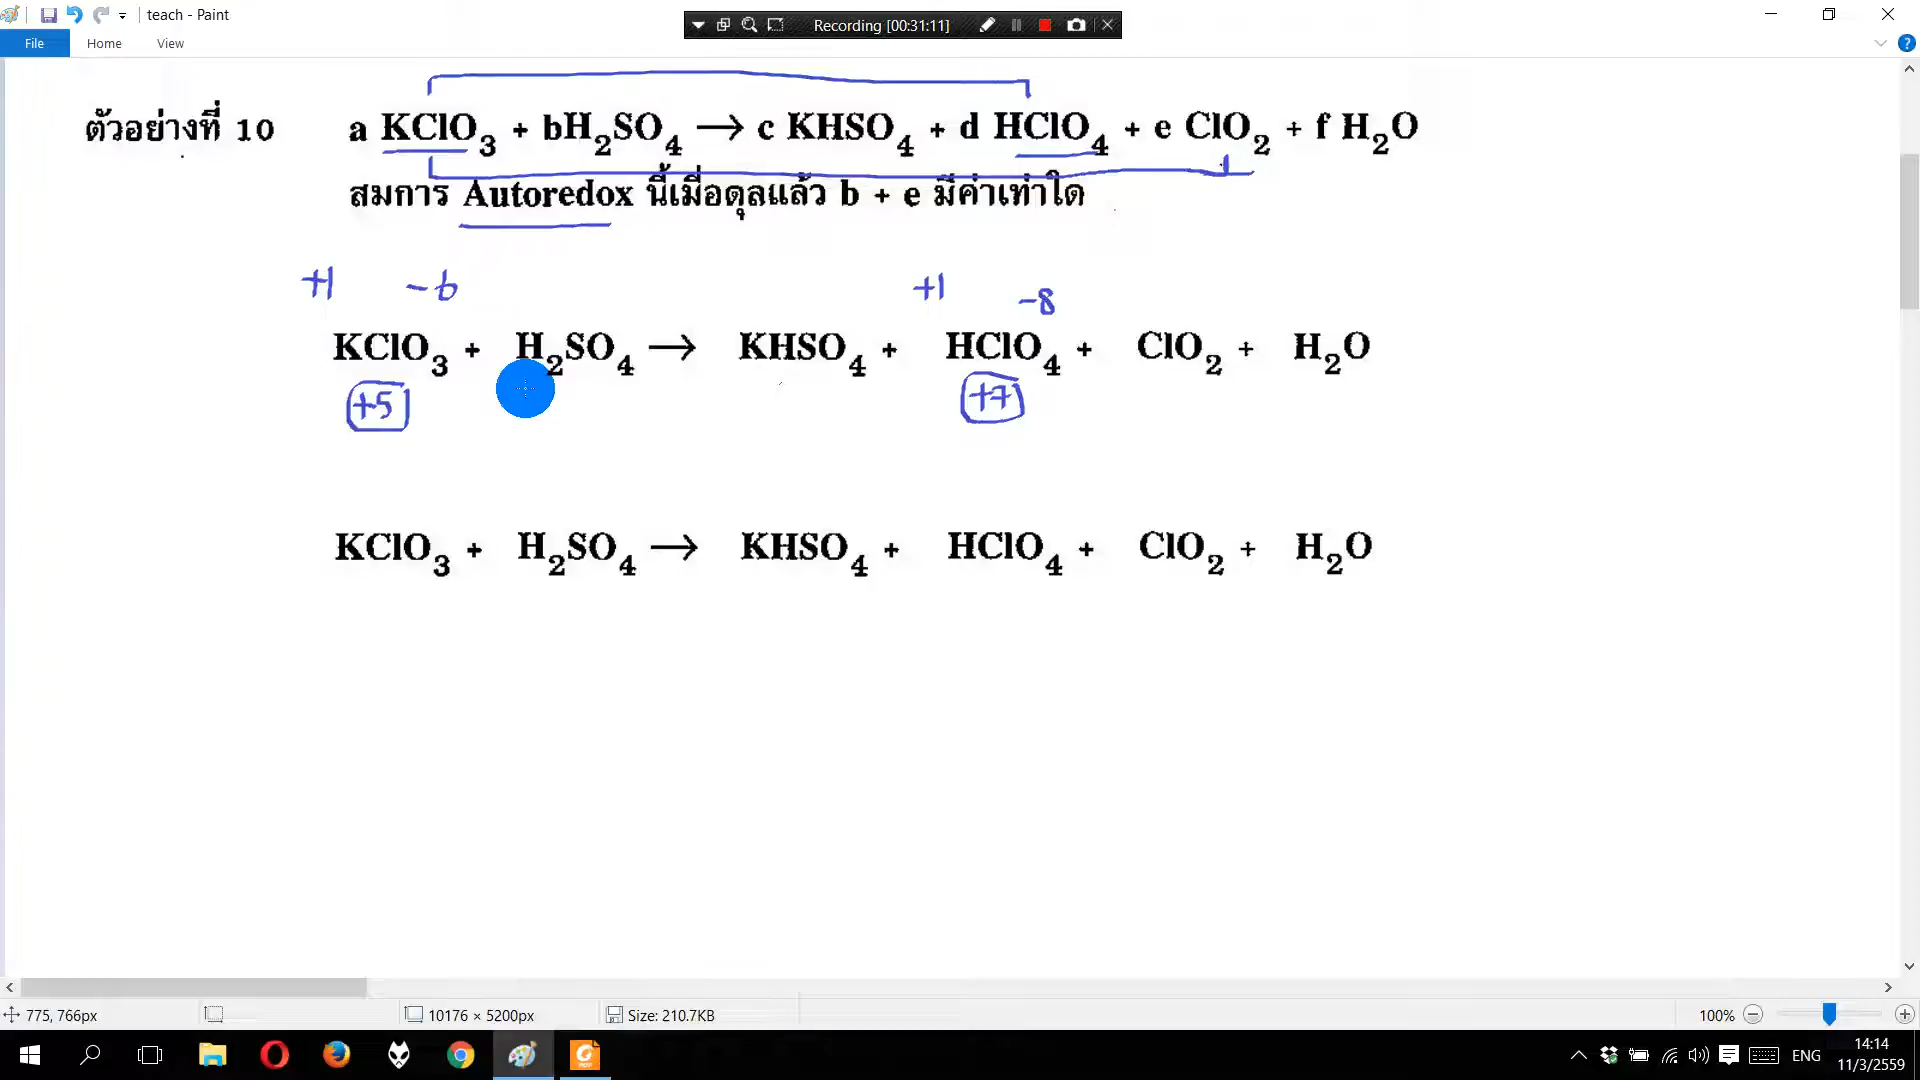 teach - Paint
Recording [00:31:11]
File Home View
ตัวอย่างที่ 10 a KClO3 + bH2SO4 → c KHSO4 + d HClO4 + e ClO2 + f H2O
สมการ Autoredox นี้เมื่อดุลแล้ว b + e มีค่าเท่าใด
+1 -6 +1 -8
KClO3 + H2SO4 → KHSO4 + HClO4 + ClO2 + H2O
+5 +7
KClO3 + H2SO4 → KHSO4 + HClO4 + ClO2 + H2O
775, 766px 10176 × 5200px Size: 210.7KB 100%
14:14
ENG
11/3/2559